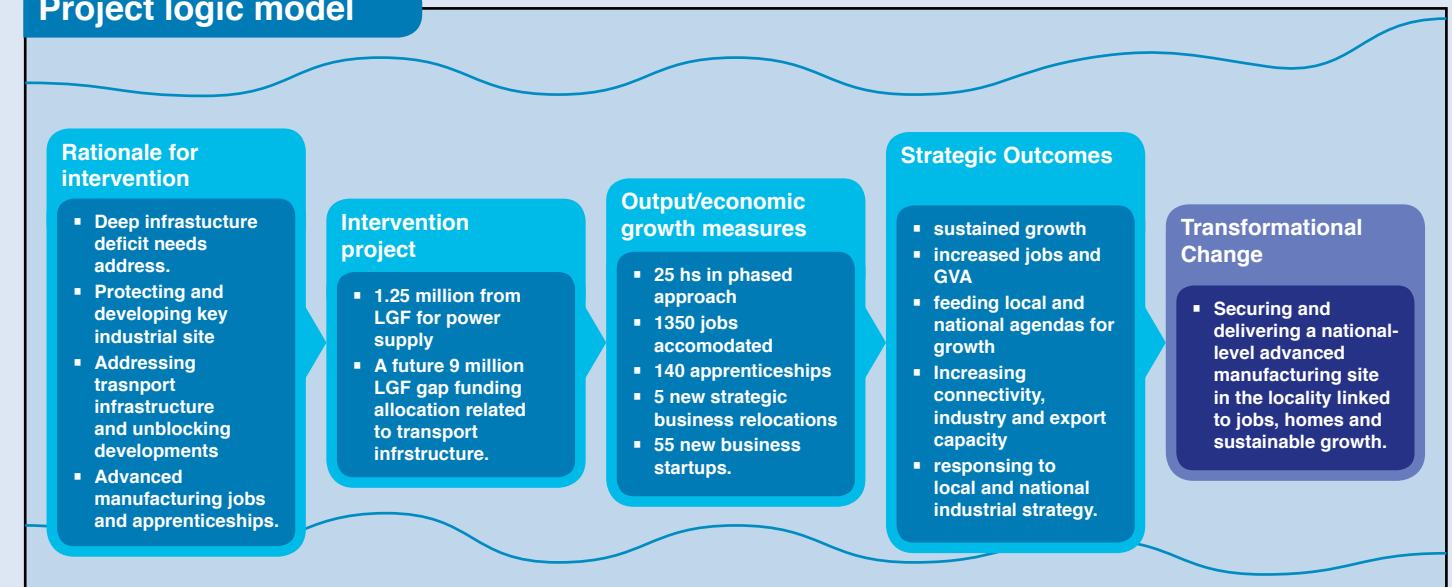 Project logic model
Rationale for
intervention
▪ Deep infrastucture
deficit needs
address.
▪ Protecting and
developing key
industrial site
▪ Addressing
trasnport
infrastructure
and unblocking
developments
▪ Advanced
manufacturing jobs
and apprenticeships.
Intervention
project
▪ 1.25 million from
LGF for power
supply
▪ A future 9 million
LGF gap funding
allocation related
to transport
infrstructure.
Output/economic
growth measures
▪ 25 hs in phased
approach
▪ 1350 jobs
accomodated
▪ 140 apprenticeships
▪ 5 new strategic
business relocations
▪ 55 new business
startups.
Strategic Outcomes
▪ sustained growth
▪ increased jobs and
GVA
▪ feeding local and
national agendas for
growth
▪ Increasing
connectivity,
industry and export
capacity
▪ responsing to
local and national
industrial strategy.
Transformational
Change
▪ Securing and
delivering a national-
level advanced
manufacturing site
in the locality linked
to jobs, homes and
sustainable growth.